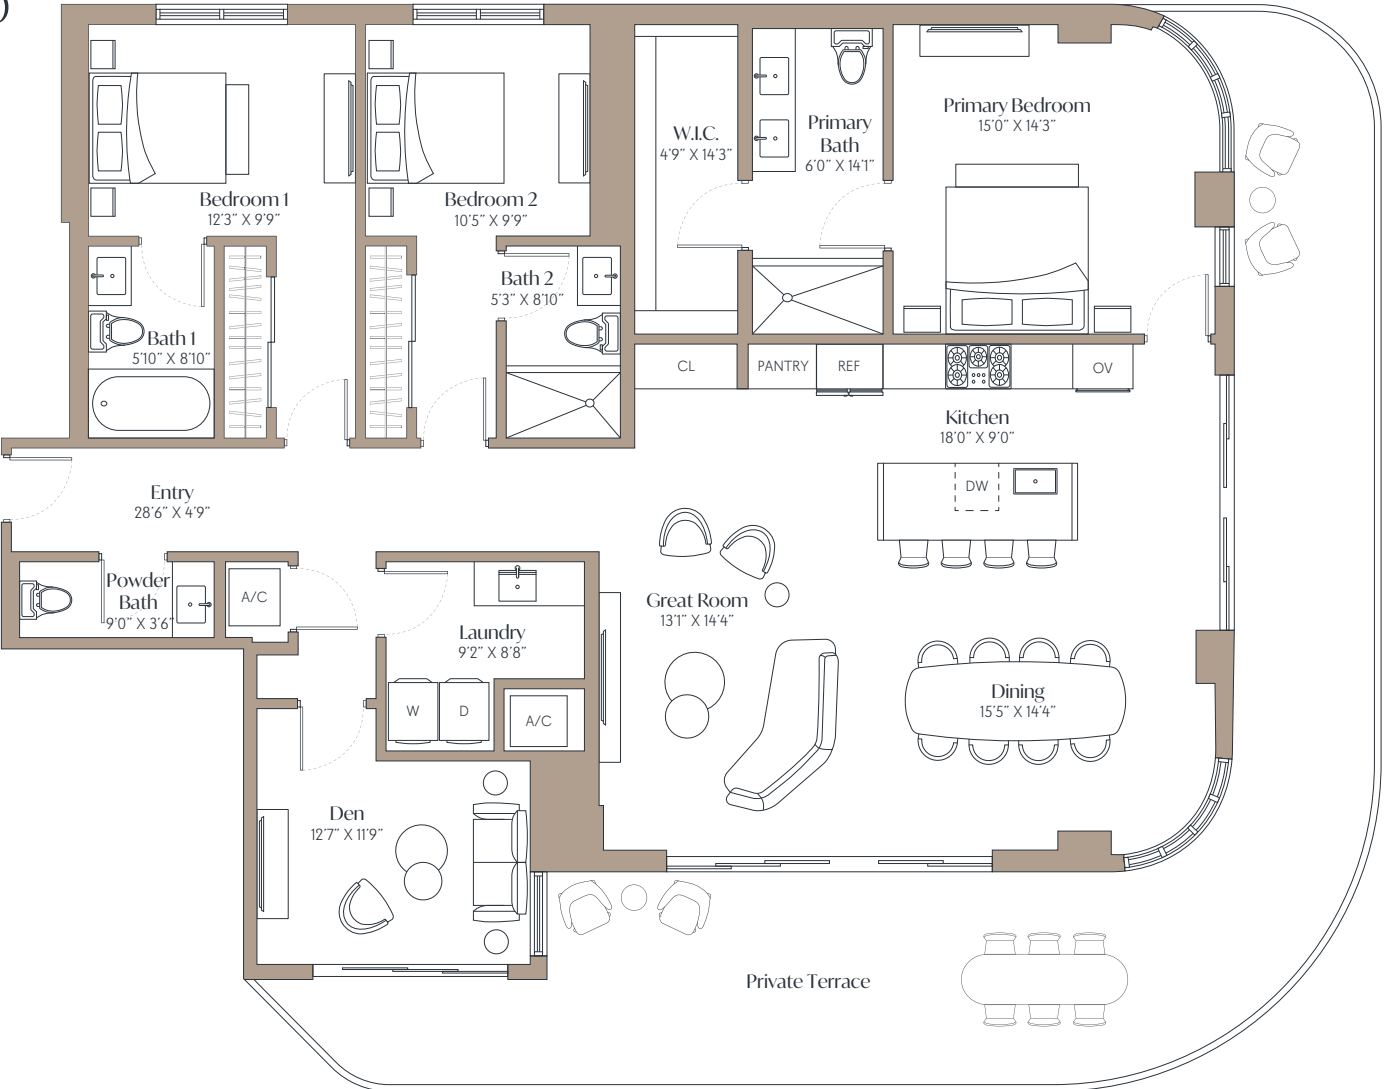 )
Primary Bedroom
15'0" X 14'3"
Primary
Bath
6'0" X 14'1"
W.I.C.
4'9" X 14'3"
Bedroom 1
12'3" X 9'9"
Bedroom 2
10'5" X 9'9"
Bath 2
5'3" X 8'10"
Bath 1
5'10" X 8'10"
CL
PANTRY
REF
OV
Kitchen
18'0" X 9'0"
DW
Entry
28'6" X 4'9"
Powder
Bath
9'0" X 3'6"
A/C
Great Room
13'1" X 14'4"
Laundry
9'2" X 8'8"
W
D
A/C
Dining
15'5" X 14'4"
Den
12'7" X 11'9"
Private Terrace